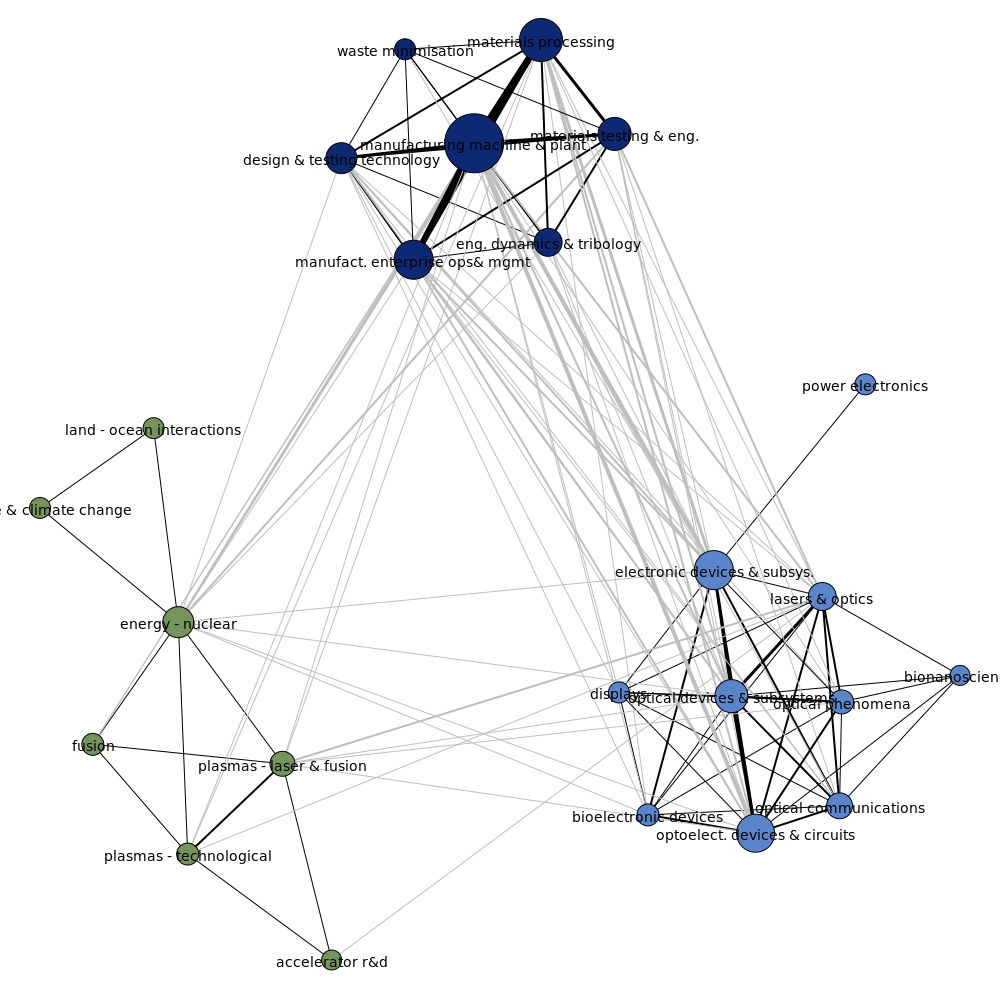 materials processing
waste minimisation
manufacturing machine & plant
materials testing & eng.
design & testing technology
eng. dynamics & tribology
manufact. enterprise ops& mgmt
power electronics
land - ocean interactions
e & climate change
electronic devices & subsys.
lasers & optics
energy - nuclear
bionanoscien
displays
optical devices & subsystems
optical phenomena
fusion
plasmas - laser & fusion
optical communications
bioelectronic devices
optoelect. devices & circuits
plasmas - technological
accelerator r&d